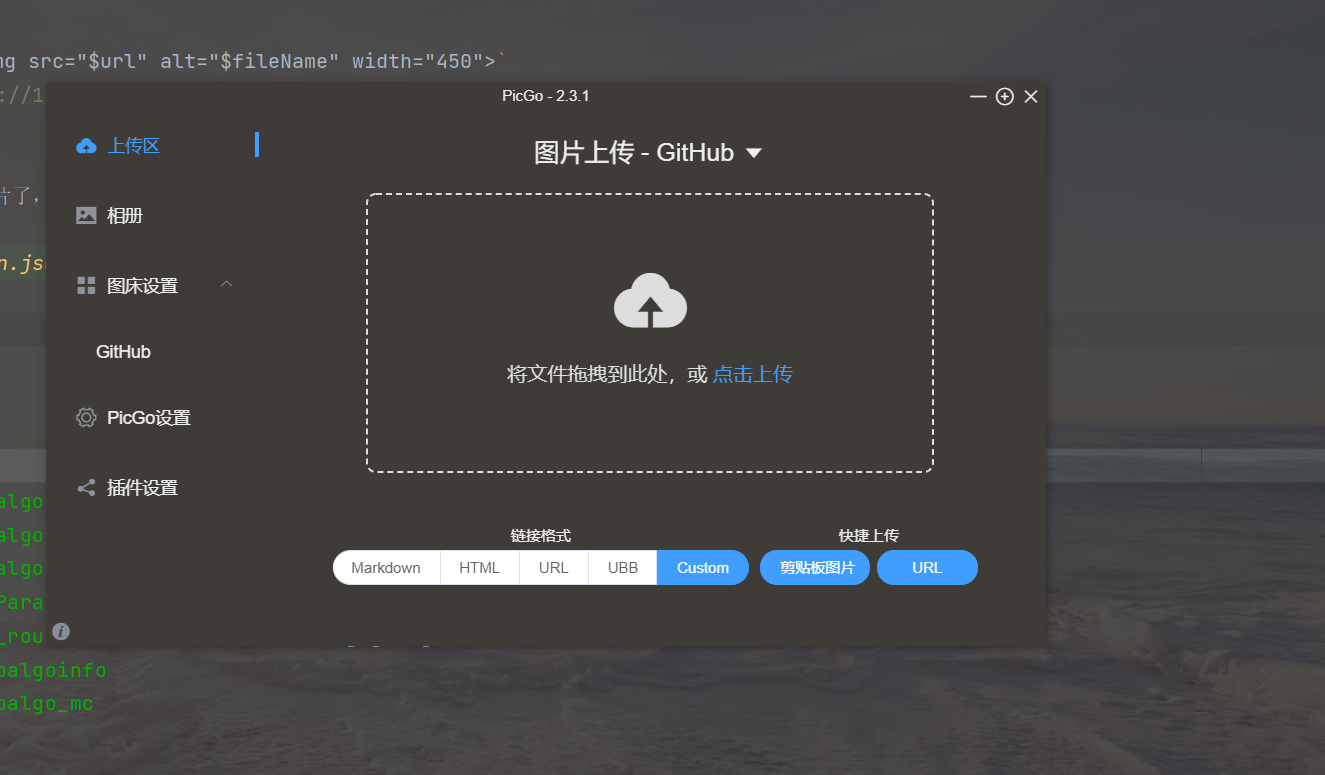 ng src="$url" alt="$fileName" width="450">`
://1
PicGo - 2.3.1
上传区
图片上传 - GitHub
片了，
相册
n.js
图床设置
GitHub
将文件拖拽到此处，或 点击上传
PicGo设置
插件设置
algo
链接格式
快捷上传
algo
Markdown HTML URL UBB Custom 剪贴板图片 URL
algo
Para
_rou
palgoinfo
palgo_mc